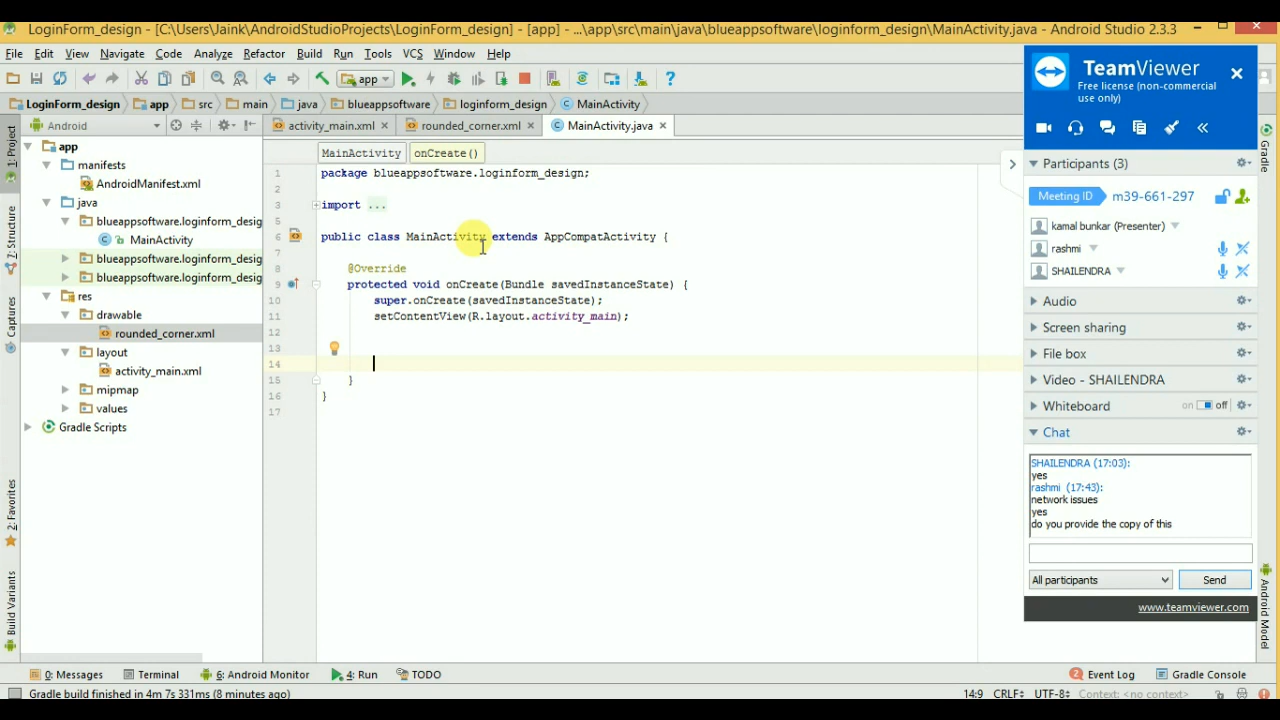 LoginForm_design - [C:\Users\Jaink\AndroidStudioProjects\LoginForm_design] - [app] - ...\app\src\main\java\blueappsoftware\loginform_design\MainActivity.java - Android Studio 2.3.3
File Edit View Navigate Code Analyze Refactor Build Run Tools VCS Window Help
app
LoginForm_design app src main java blueappsoftware loginform_design MainActivity
Android
activity_main.xml rounded_corner.xml MainActivity.java
1: Project
Z: Structure
Captures
2: Favorites
Build Variants
app
manifests
AndroidManifest.xml
java
blueappsoftware.loginform_desig
MainActivity
blueappsoftware.loginform_desig
blueappsoftware.loginform_desig
res
drawable
rounded_corner.xml
layout
activity_main.xml
mipmap
values
Gradle Scripts
MainActivity onCreate()
1 package blueappsoftware.loginform_design;
2
3 import ...
5
6 public class MainActivity extends AppCompatActivity {
7
8 @Override
9 protected void onCreate(Bundle savedInstanceState) {
10 super.onCreate(savedInstanceState);
11 setContentView(R.layout.activity_main);
12
13
14
15 }
16 }
17
TeamViewer
Free license (non-commercial
use only)
Participants (3)
Meeting ID m39-661-297
kamal bunkar (Presenter)
rashmi
SHAILENDRA
Audio
Screen sharing
File box
Video - SHAILENDRA
Whiteboard on off
Chat
SHAILENDRA (17:03):
yes
rashmi (17:43):
network issues
yes
do you provide the copy of this
All participants Send
www.teamviewer.com
Gradle
Android Model
0: Messages Terminal 6: Android Monitor 4: Run TODO Event Log Gradle Console
Gradle build finished in 4m 7s 331ms (8 minutes ago) 14:9 CRLF UTF-8 Context: <no context>